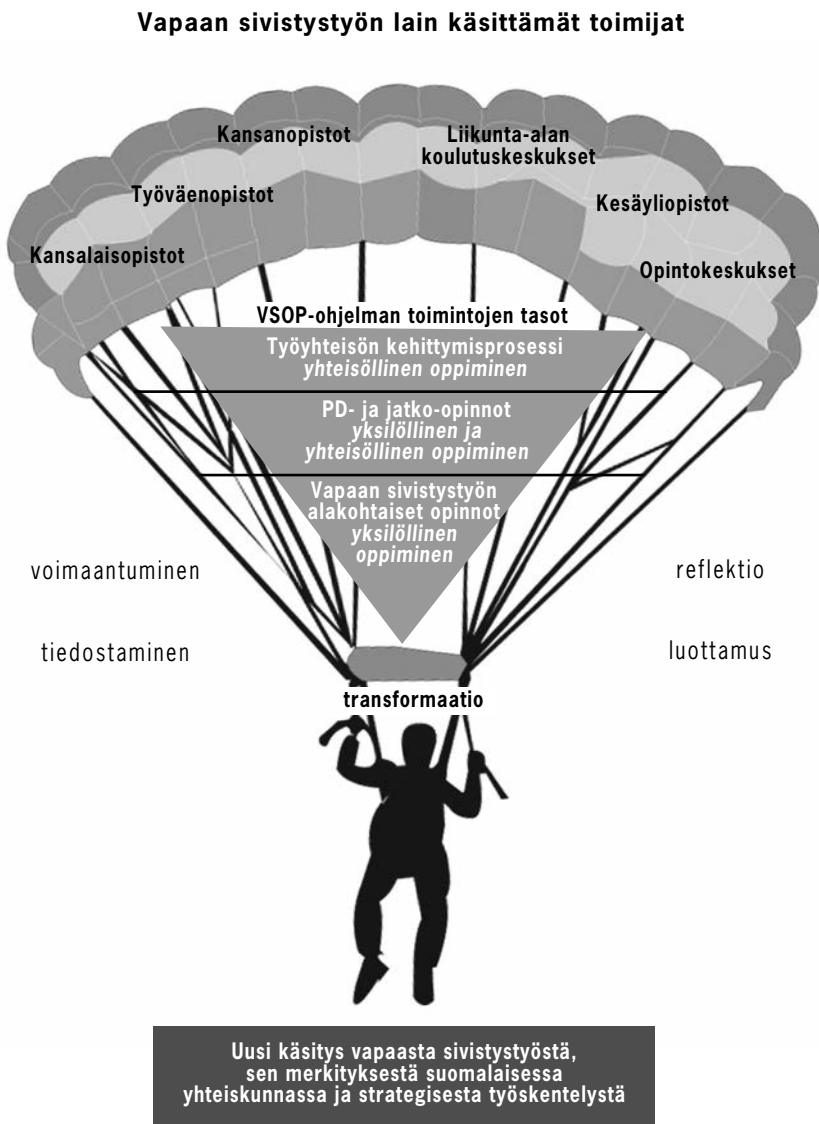 Vapaan sivistystyön lain käsittämät toimijat
Kansanopistot
Liikunta-alan
koulutuskeskukset
Työväenopistot
Kesäyliopistot
Kansalaisopistot
Opintokeskukset
VSOP-ohjelman toimintojen tasot
Työyhteisön kehittymisprosessi
yhteisöllinen oppiminen
PD- ja jatko-opinnot
yksilöllinen ja
yhteisöllinen oppiminen
Vapaan sivistystyön
alakohtaiset opinnot
yksilöllinen
oppiminen
voimaantuminen
reflektio
tiedostaminen
luottamus
transformaatio
Uusi käsitys vapaasta sivistystyöstä,
sen merkityksestä suomalaisessa
yhteiskunnassa ja strategisesta työskentelystä